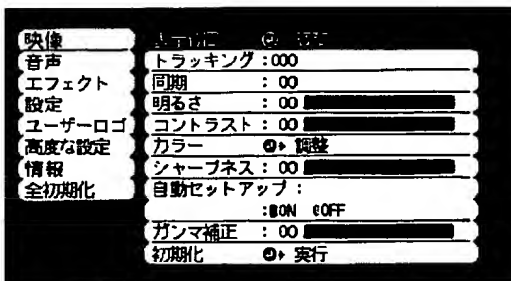 映像
音声
エフェクト
設定
ユーザーロゴ
高度な設定
情報
全初期化
トラッキング :000
同期 : 00
明るさ : 00
コントラスト : 00
カラー 調整
シャープネス : 00
自動セットアップ :
:ON OFF
ガンマ補正 : 00
初期化 実行